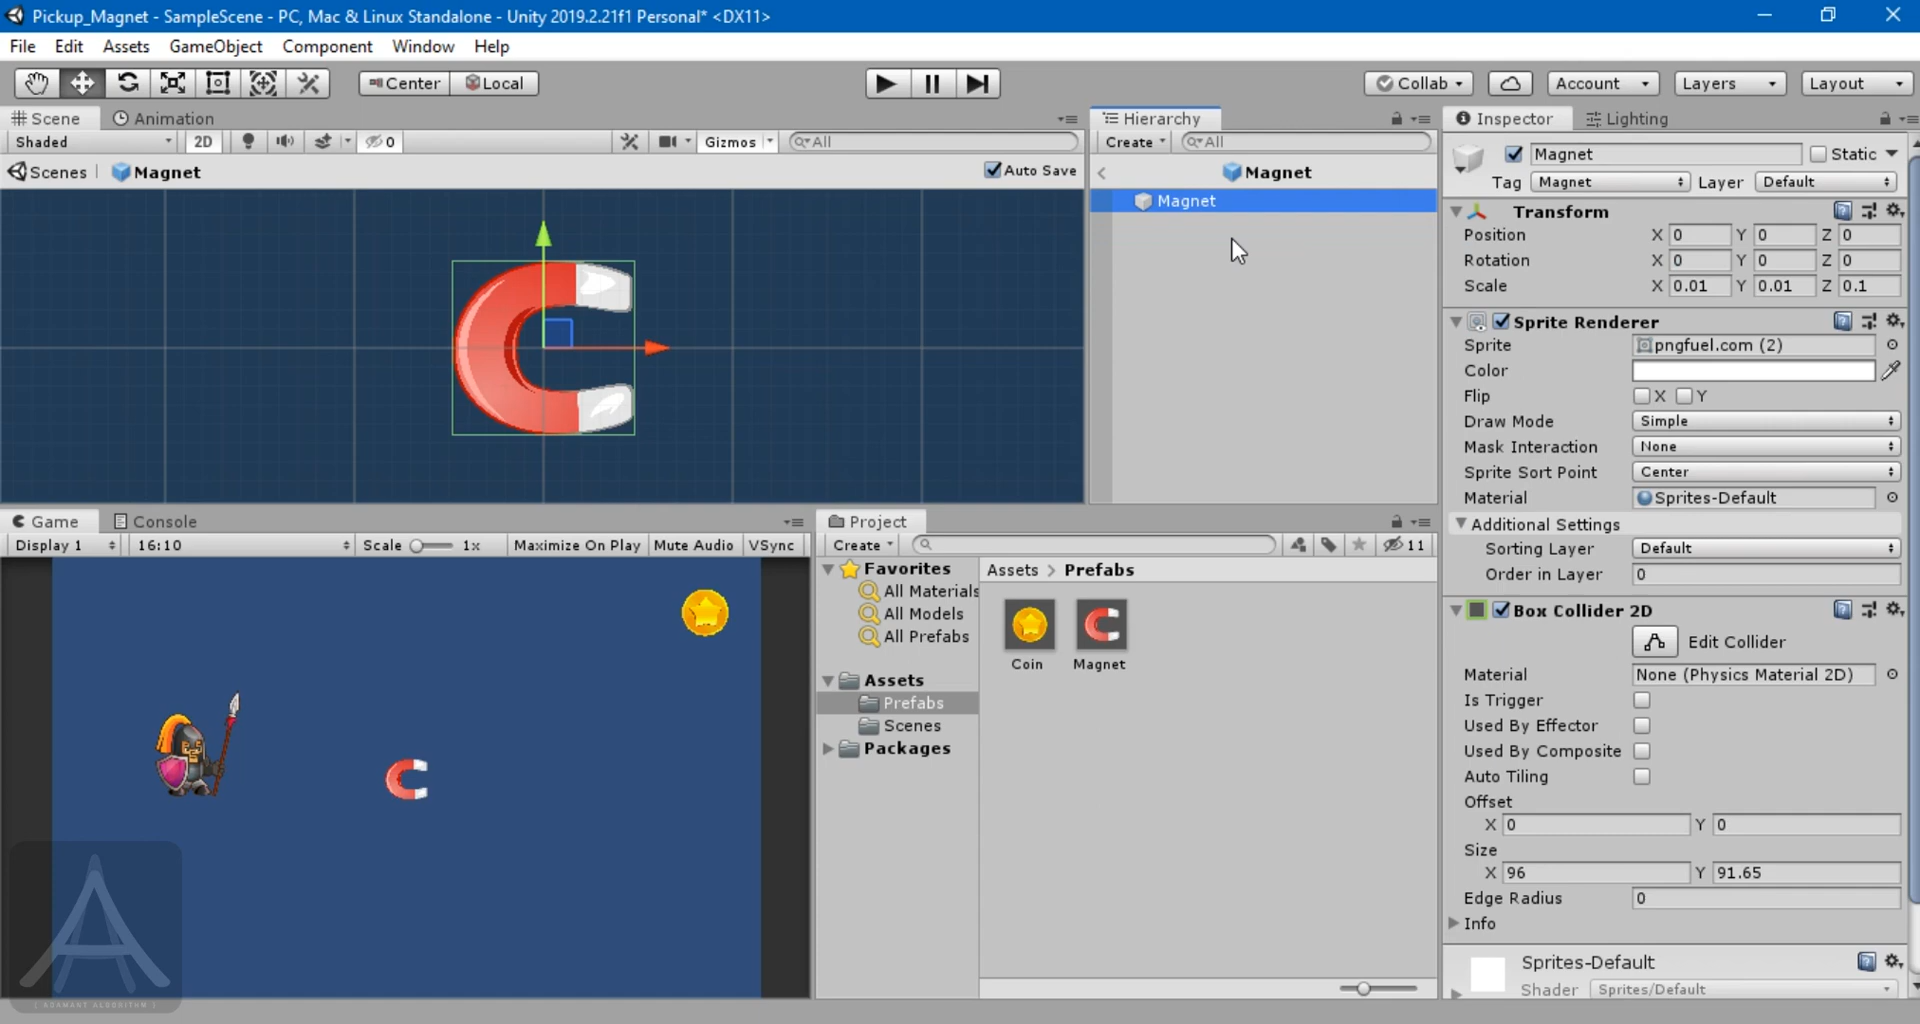 Pickup_Magnet - SampleScene - PC, Mac & Linux Standalone - Unity 2019.2.21f1 Personal* <DX11>
File Edit Assets GameObject Component Window Help
Center Local Collab Account Layers Layout
Scene Animation
Shaded 2D 0 Gizmos All
Scenes Magnet Auto Save
Hierarchy
Create All
Magnet
Magnet
Inspector Lighting
Magnet Static
Tag Magnet Layer Default
Transform
Position X 0 Y 0 Z 0
Rotation X 0 Y 0 Z 0
Scale X 0.01 Y 0.01 Z 0.1
Sprite Renderer
Sprite pngfuel.com (2)
Color
Flip X Y
Draw Mode Simple
Mask Interaction None
Sprite Sort Point Center
Material Sprites-Default
Additional Settings
Sorting Layer Default
Order in Layer 0
Box Collider 2D
Edit Collider
Material None (Physics Material 2D)
Is Trigger
Used By Effector
Used By Composite
Auto Tiling
Offset
X 0 Y 0
Size
X 96 Y 91.65
Edge Radius 0
Info
Sprites-Default
Shader Sprites/Default
Game Console
Display 1 16:10 Scale 1x Maximize On Play Mute Audio VSync
[ ADAMANT ALGORITHM ]
Project
Create 11
Favorites
All Materials
All Models
All Prefabs
Assets
Prefabs
Scenes
Packages
Assets > Prefabs
Coin Magnet